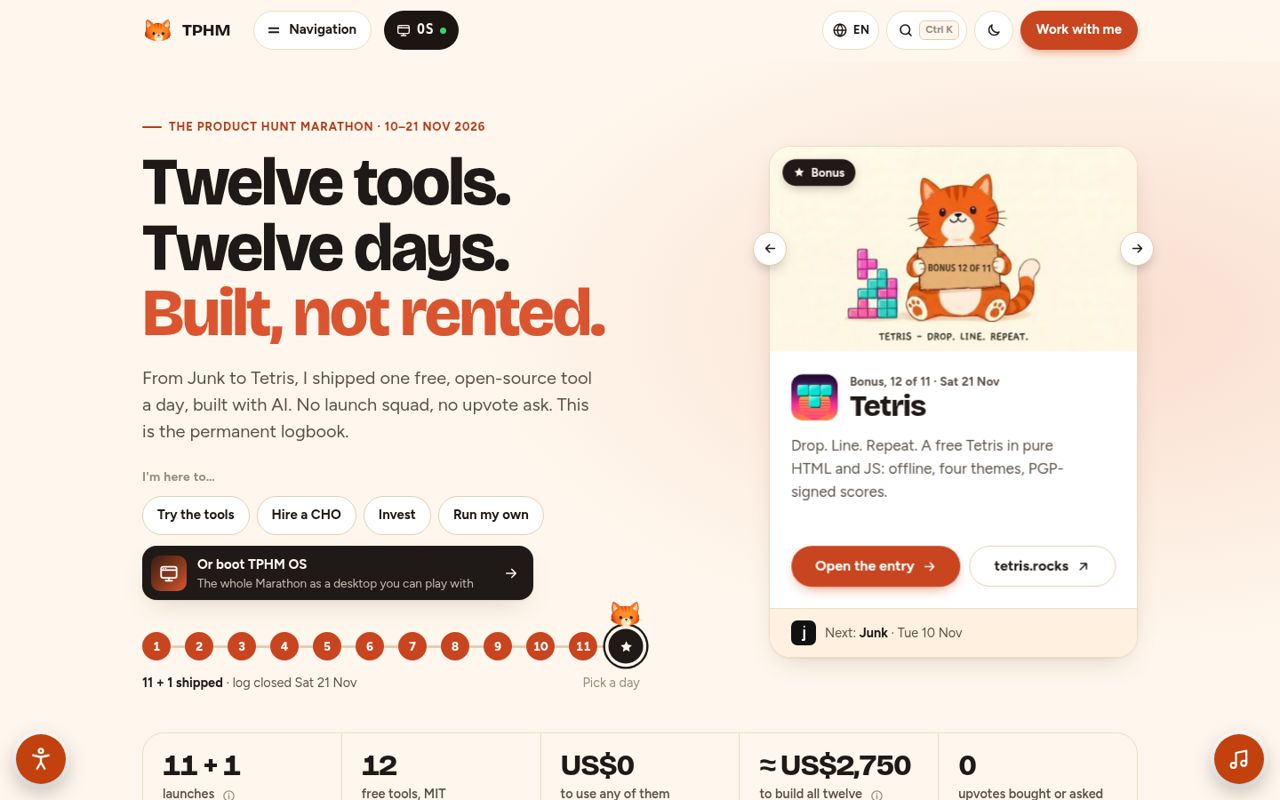 TPHM
Navigation
OS
EN
Ctrl K
Work with me
THE PRODUCT HUNT MARATHON · 10–21 NOV 2026
Twelve tools.
Twelve days.
Built, not rented.
From Junk to Tetris, I shipped one free, open-source tool
a day, built with AI. No launch squad, no upvote ask. This
is the permanent logbook.
I'm here to...
Try the tools
Hire a CHO
Invest
Run my own
Or boot TPHM OS
The whole Marathon as a desktop you can play with
1
2
3
4
5
6
7
8
9
10
11
11 + 1 shipped · log closed Sat 21 Nov
Pick a day
Bonus
BONUS 12 OF 11
TETRIS – DROP. LINE. REPEAT.
Bonus, 12 of 11 · Sat 21 Nov
Tetris
Drop. Line. Repeat. A free Tetris in pure
HTML and JS: offline, four themes, PGP-
signed scores.
Open the entry
tetris.rocks
j
Next: Junk · Tue 10 Nov
11 + 1
launches
12
free tools, MIT
US$0
to use any of them
≈ US$2,750
to build all twelve
0
upvotes bought or asked